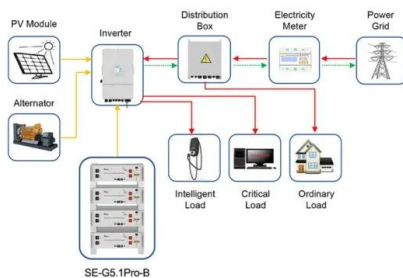 PV Module
Inverter
Distribution
Box
Electricity
Meter
Power
Grid
Alternator
Intelligent
Load
Critical
Load
Ordinary
Load
SE-G5.1Pro-B